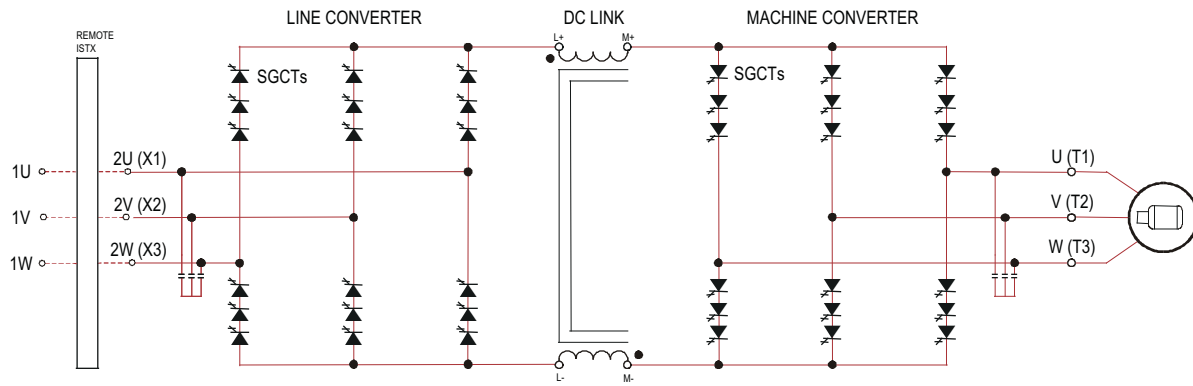 LINE CONVERTER
DC LINK
MACHINE CONVERTER
REMOTE
ISTX
L+
M+
SGCTs
SGCTs
2U (X1)
U (T1)
1U
2V (X2)
V (T2)
1V
2W (X3)
W (T3)
1W
L-
M-